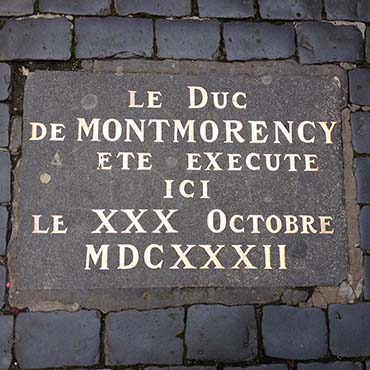 LE DUC
DE MONTMORENCY
A ETE EXECUTE
ICI
LE XXX OCTOBRE
MDCXXXII